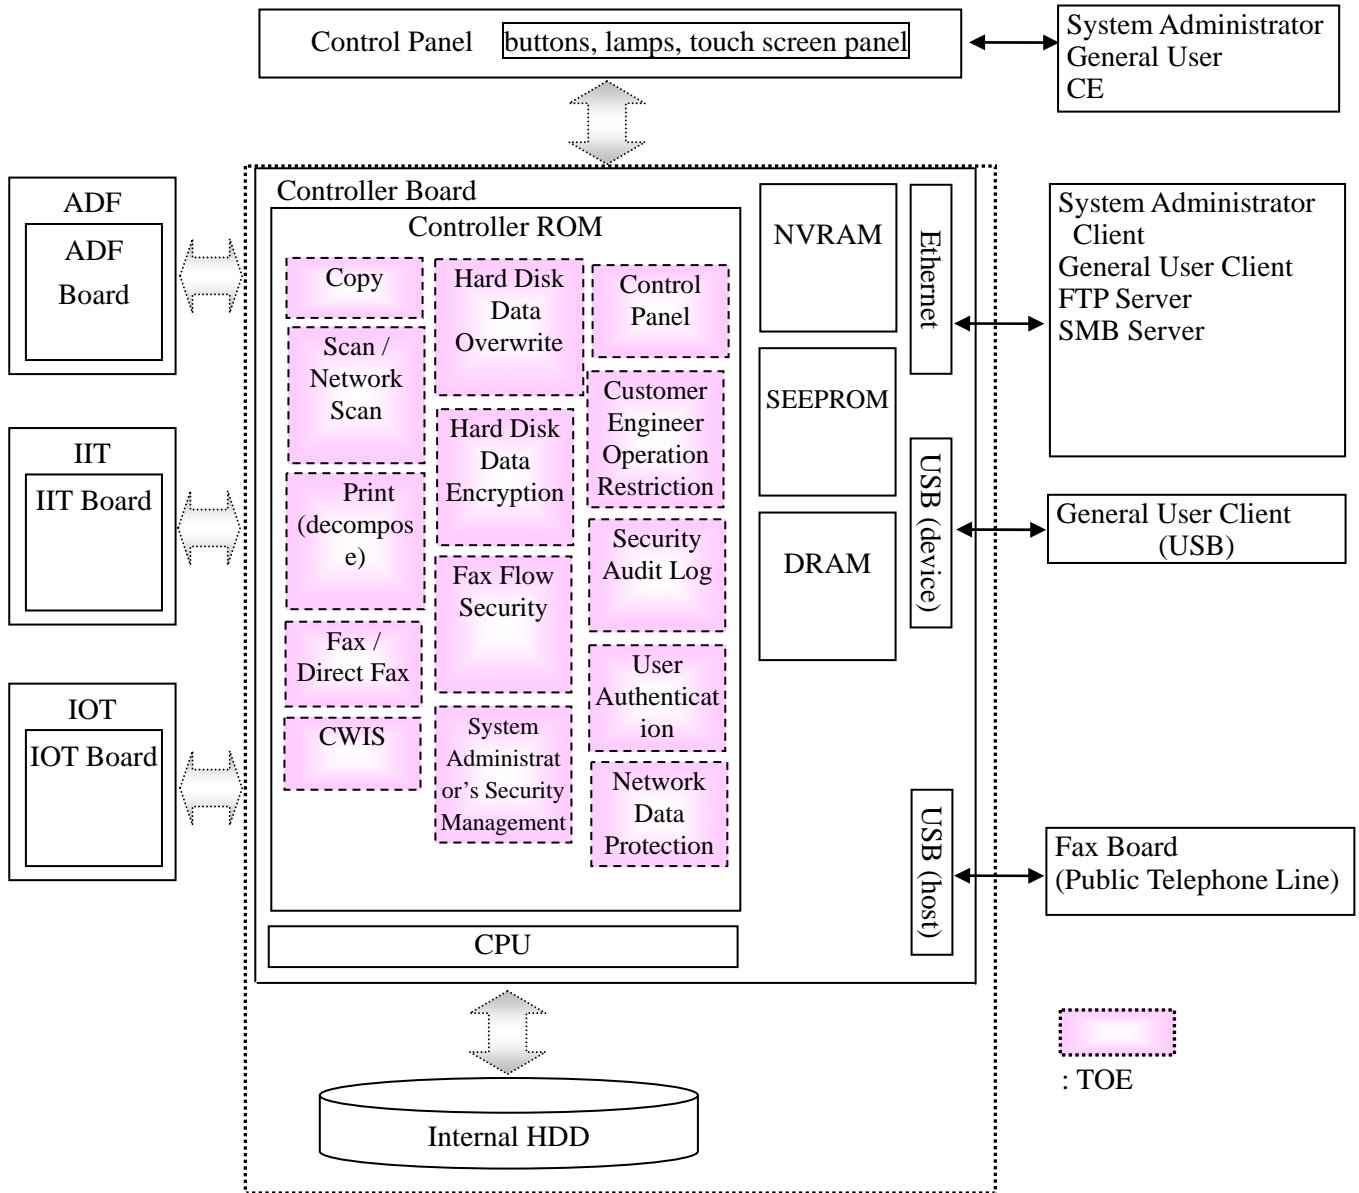 Control Panel
buttons, lamps, touch screen panel
System Administrator
General User
CE
ADF
ADF
Board
IIT
IIT Board
IOT
IOT Board
Controller Board
Controller ROM
Copy
Scan /
Network
Scan
Print
(decompos
e)
Fax /
Direct Fax
CWIS
Hard Disk
Data
Overwrite
Hard Disk
Data
Encryption
Fax Flow
Security
System
Administrat
or’s Security
Management
Control
Panel
Customer
Engineer
Operation
Restriction
Security
Audit Log
User
Authenticat
ion
Network
Data
Protection
CPU
NVRAM
SEEPROM
DRAM
Ethernet
USB (device)
USB (host)
System Administrator
Client
General User Client
FTP Server
SMB Server
General User Client
(USB)
Fax Board
(Public Telephone Line)
Internal HDD
: TOE